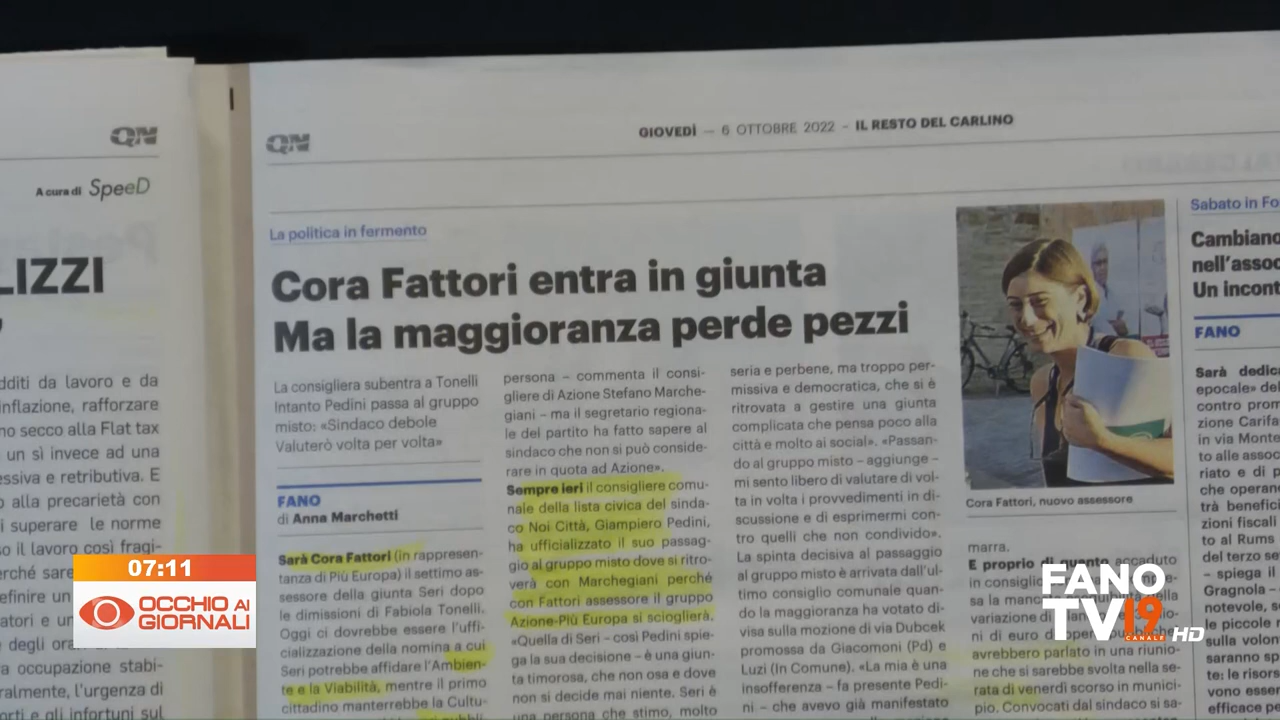 QN
A cura di SpeeD
LIZZI
dditi da lavoro e da
inflazione, rafforzare
no secco alla Flat tax
un sì invece ad una
essiva e retributiva. E
alla precarietà con
superare le norme
so il lavoro così fragi-
erché sare
efinire un
atori e un
degli
a occupazione stabi-
ralmente, l'urgenza di
orti e gli infortuni sul
QN
GIOVEDÌ — 6 OTTOBRE 2022 – IL RESTO DEL CARLINO
La politica in fermento
Cora Fattori entra in giunta
Ma la maggioranza perde pezzi
La consigliera subentra a Tonelli
Intanto Pedini passa al gruppo
misto: «Sindaco debole
Valuterò volta per volta»
FANO
di Anna Marchetti
Sarà Cora Fattori (in rappresen-
tanza di Più Europa) il settimo as-
sessore della giunta Seri dopo
le dimissioni di Fabiola Tonelli.
Oggi ci dovrebbe essere l'uffi-
cializzazione della nomina a cui
Seri potrebbe affidare l'Ambien-
te e la Viabilità, mentre il primo
cittadino manterrebbe la Cultu-
persona – commenta il consi-
gliere di Azione Stefano Marche-
giani – ma il segretario regiona-
le del partito ha fatto sapere al
sindaco che non si può conside-
rare in quota ad Azione».
Sempre ieri il consigliere comu-
nale della lista civica del sinda-
co Noi Città, Giampiero Pedini,
ha ufficializzato il suo passag-
gio al gruppo misto dove si ritro-
verà con Marchegiani perché
con Fattori assessore il gruppo
Azione-Più Europa si scioglierà.
«Quella di Seri – così Pedini spie-
ga la sua decisione – è una giun-
ta timorosa, che non osa e dove
non si decide mai niente. Seri è
una persona che stimo, molto
seria e perbene, ma troppo per-
missiva e democratica, che si è
ritrovata a gestire una giunta
complicata che pensa poco alla
città e molto ai social». «Passan-
do al gruppo misto – aggiunge –
mi sento libero di valutare di vol-
ta in volta i provvedimenti in di-
scussione e di esprimermi con-
tro quelli che non condivido».
La spinta decisiva al passaggio
al gruppo misto è arrivata dall'ul-
timo consiglio comunale quan-
do la maggioranza ha votato di-
visa sulla mozione di via Dubcek
promossa da Giacomoni (Pd) e
Luzi (In Comune). «La mia è una
insofferenza – fa presente Pedi-
ni – che avevo già manifestato
Cora Fattori, nuovo assessore
marra.
E proprio di quanto accaduto
in consiglio
sa la
variazione di
ni di euro di
avrebbero parlato in una riunio-
ne che si sarebbe svolta nella se-
rata di venerdì scorso in munici-
pio. Convocati dal sindaco si sa-
Sabato in Fo
Cambiano
nell'assoc
Un incont
FANO
Sarà dedica
epocale» del
contro prom
zione Carifa
in via Monte
to alle assoc
riato e di p
che operano
trà benefici
zioni fiscali
to al Rums
del terzo se
– spiega il
Gragnola –
notevole, s
le piccole r
sulla volon
saranno sp
te: le risors
vono esser
efficace pe
07:11
OCCHIO AI
GIORNALI
FANO
TV19
CANALE
HD